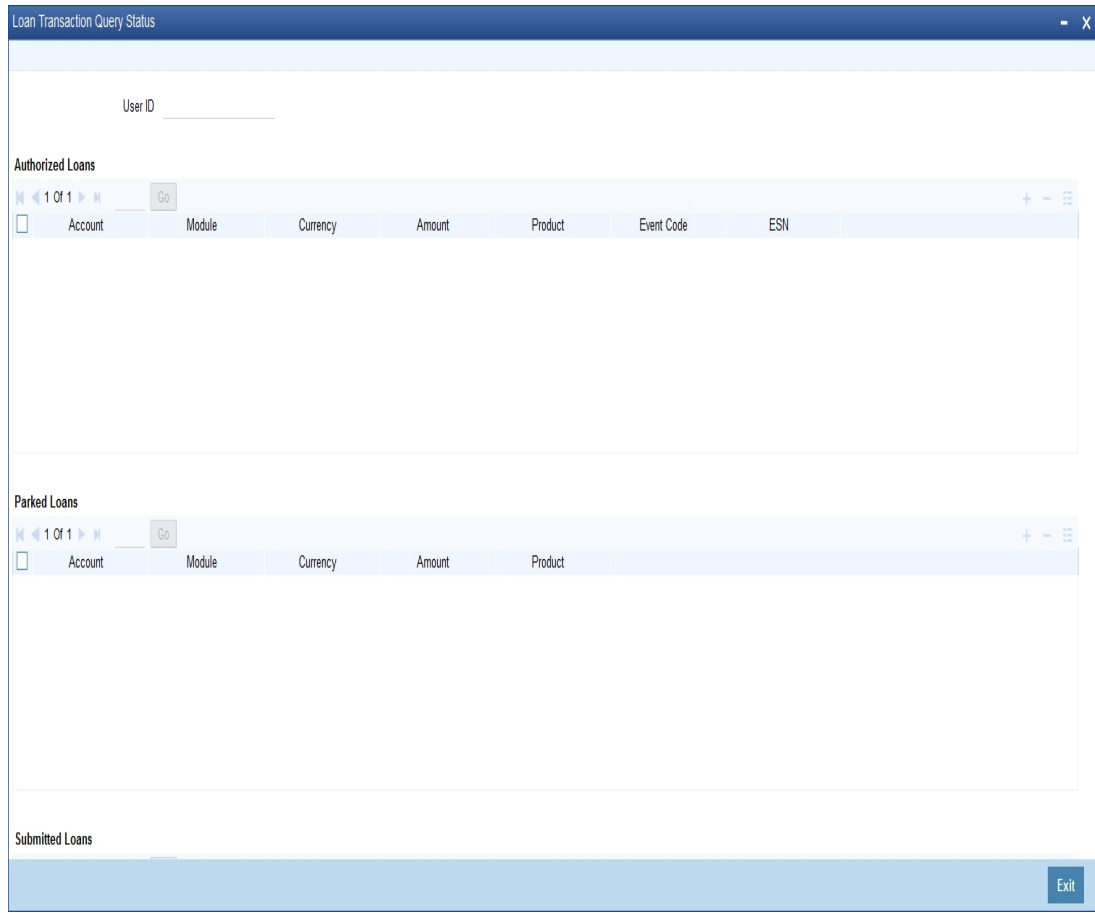 Loan Transaction Query Status
User ID
Authorized Loans
1 Of 1 Go
Account Module Currency Amount Product Event Code ESN
Parked Loans
1 Of 1 Go
Account Module Currency Amount Product
Submitted Loans
Exit